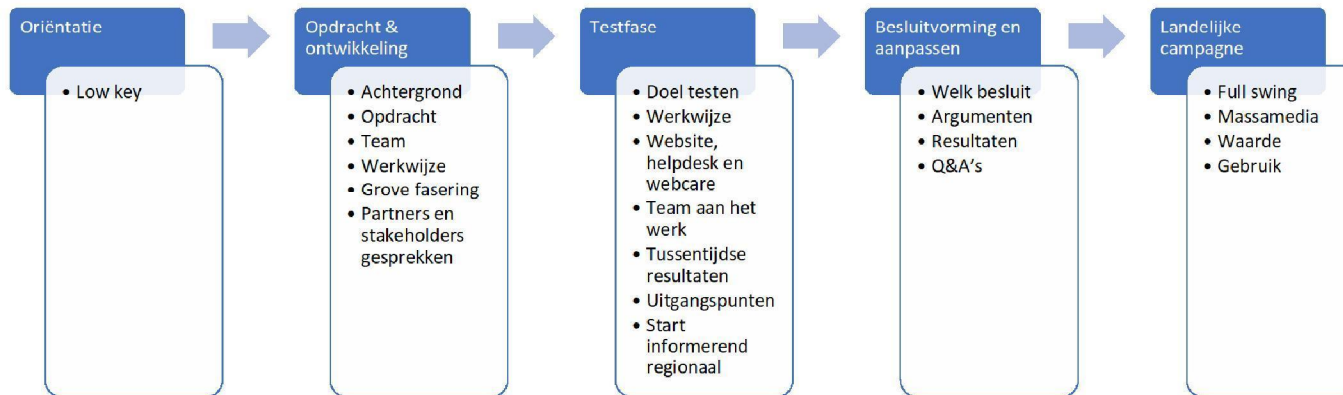 Oriëntatie
• Low key
Opdracht &
ontwikkeling
• Achtergrond
• Opdracht
• Team
• Werkwijze
• Grove fasering
• Partners en
stakeholders
gesprekken
Testfase
• Doel testen
• Werkwijze
• Website,
helpdesk en
webcare
• Team aan het
werk
• Tussentijdse
resultaten
• Uitgangspunten
• Start
informerend
regionaal
Besluitvorming en
aanpassen
• Welk besluit
• Argumenten
• Resultaten
• Q&A's
Landelijke
campagne
• Full swing
• Massamedia
• Waarde
• Gebruik